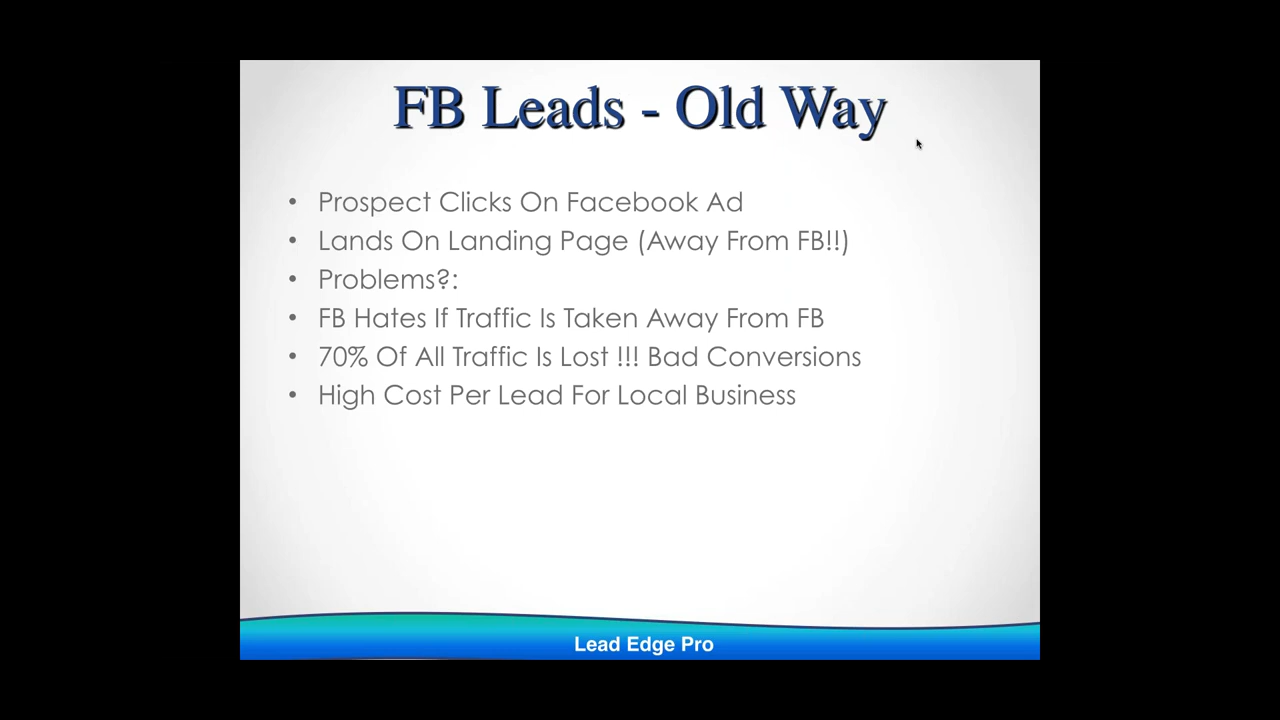 FB Leads - Old Way
• Prospect Clicks On Facebook Ad
• Lands On Landing Page (Away From FB!!)
• Problems?:
• FB Hates If Traffic Is Taken Away From FB
• 70% Of All Traffic Is Lost !!! Bad Conversions
• High Cost Per Lead For Local Business
Lead Edge Pro